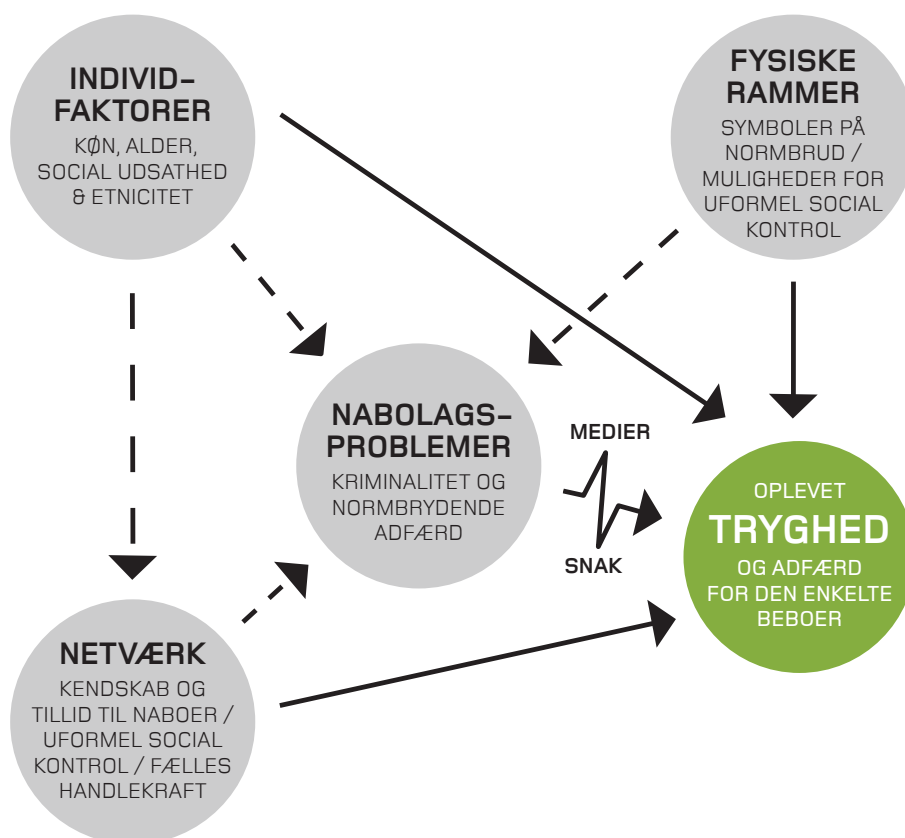 INDIVID–
FAKTORER
KØN, ALDER,
SOCIAL UDSATHED
& ETNICITET
FYSISKE
RAMMER
SYMBOLER PÅ
NORMBRUD /
MULIGHEDER FOR
UFORMEL SOCIAL
KONTROL
NABOLAGS–
PROBLEMER
KRIMINALITET OG
NORMBRYDENDE
ADFÆRD
MEDIER
SNAK
OPLEVET
TRYGHED
OG ADFÆRD
FOR DEN ENKELTE
BEBOER
NETVÆRK
KENDSKAB OG
TILLID TIL NABOER /
UFORMEL SOCIAL
KONTROL / FÆLLES
HANDLEKRAFT